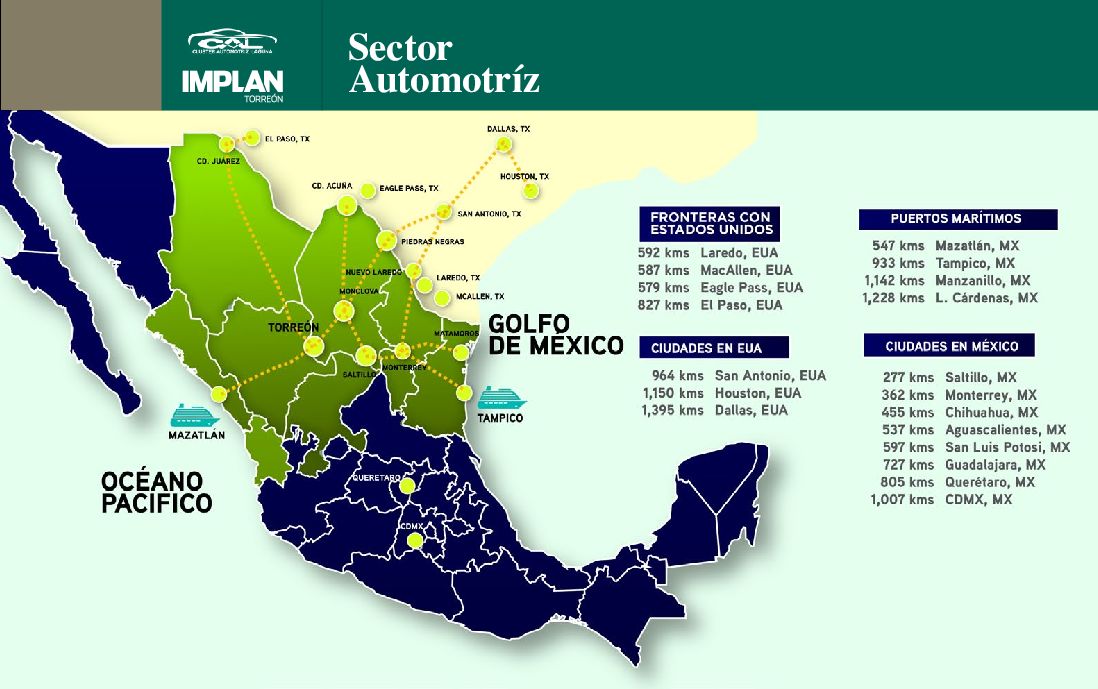 CAL
CLUSTER AUTOMOTRIZ LAGUNA
IMPLAN
TORREÓN
Sector
Automotríz
EL PASO, TX
CD. JUÁREZ
DALLAS, TX
HOUSTON, TX
CD. ACUÑA
EAGLE PASS, TX
SAN ANTONIO, TX
PIEDRAS NEGRAS
NUEVO LAREDO
LAREDO, TX
MONCLOVA
MCALLEN, TX
TORREÓN
MATAMOROS
GOLFO
DE MÉXICO
SALTILLO
MONTERREY
MAZATLÁN
TAMPICO
OCÉANO
PACIFICO
QUERETARO
CDMX
FRONTERAS CON
ESTADOS UNIDOS
592 kms Laredo, EUA
587 kms MacAllen, EUA
579 kms Eagle Pass, EUA
827 kms El Paso, EUA
CIUDADES EN EUA
964 kms San Antonio, EUA
1,150 kms Houston, EUA
1,395 kms Dallas, EUA
PUERTOS MARÍTIMOS
547 kms Mazatlán, MX
933 kms Tampico, MX
1,142 kms Manzanillo, MX
1,228 kms L. Cárdenas, MX
CIUDADES EN MÉXICO
277 kms Saltillo, MX
362 kms Monterrey, MX
455 kms Chihuahua, MX
537 kms Aguascalientes, MX
597 kms San Luis Potosi, MX
727 kms Guadalajara, MX
805 kms Querétaro, MX
1,007 kms CDMX, MX